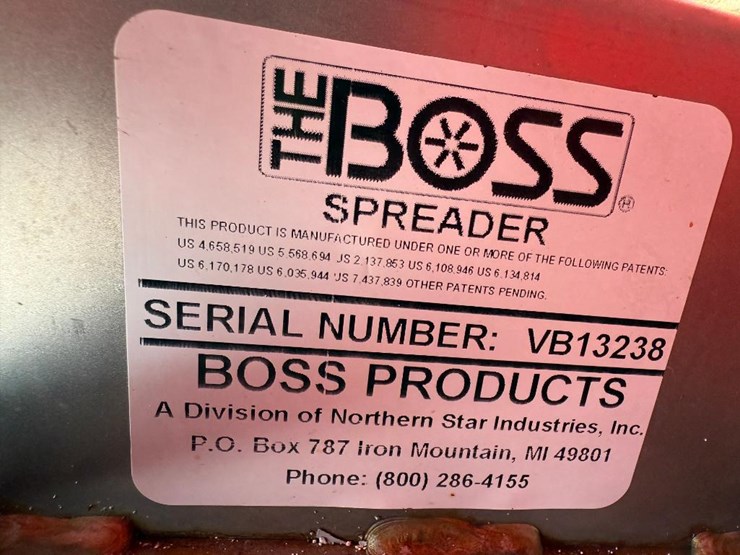 THE BOSS
SPREADER
THIS PRODUCT IS MANUFACTURED UNDER ONE OR MORE OF THE FOLLOWING PATENTS:
US 4,658,519 US 5,568,694 US 2,137,853 US 6,108,946 US 6,134,814
US 6,170,178 US 6,035,944 US 7,437,839 OTHER PATENTS PENDING.
SERIAL NUMBER: VB13238
BOSS PRODUCTS
A Division of Northern Star Industries, Inc.
P.O. Box 787 Iron Mountain, MI 49801
Phone: (800) 286-4155